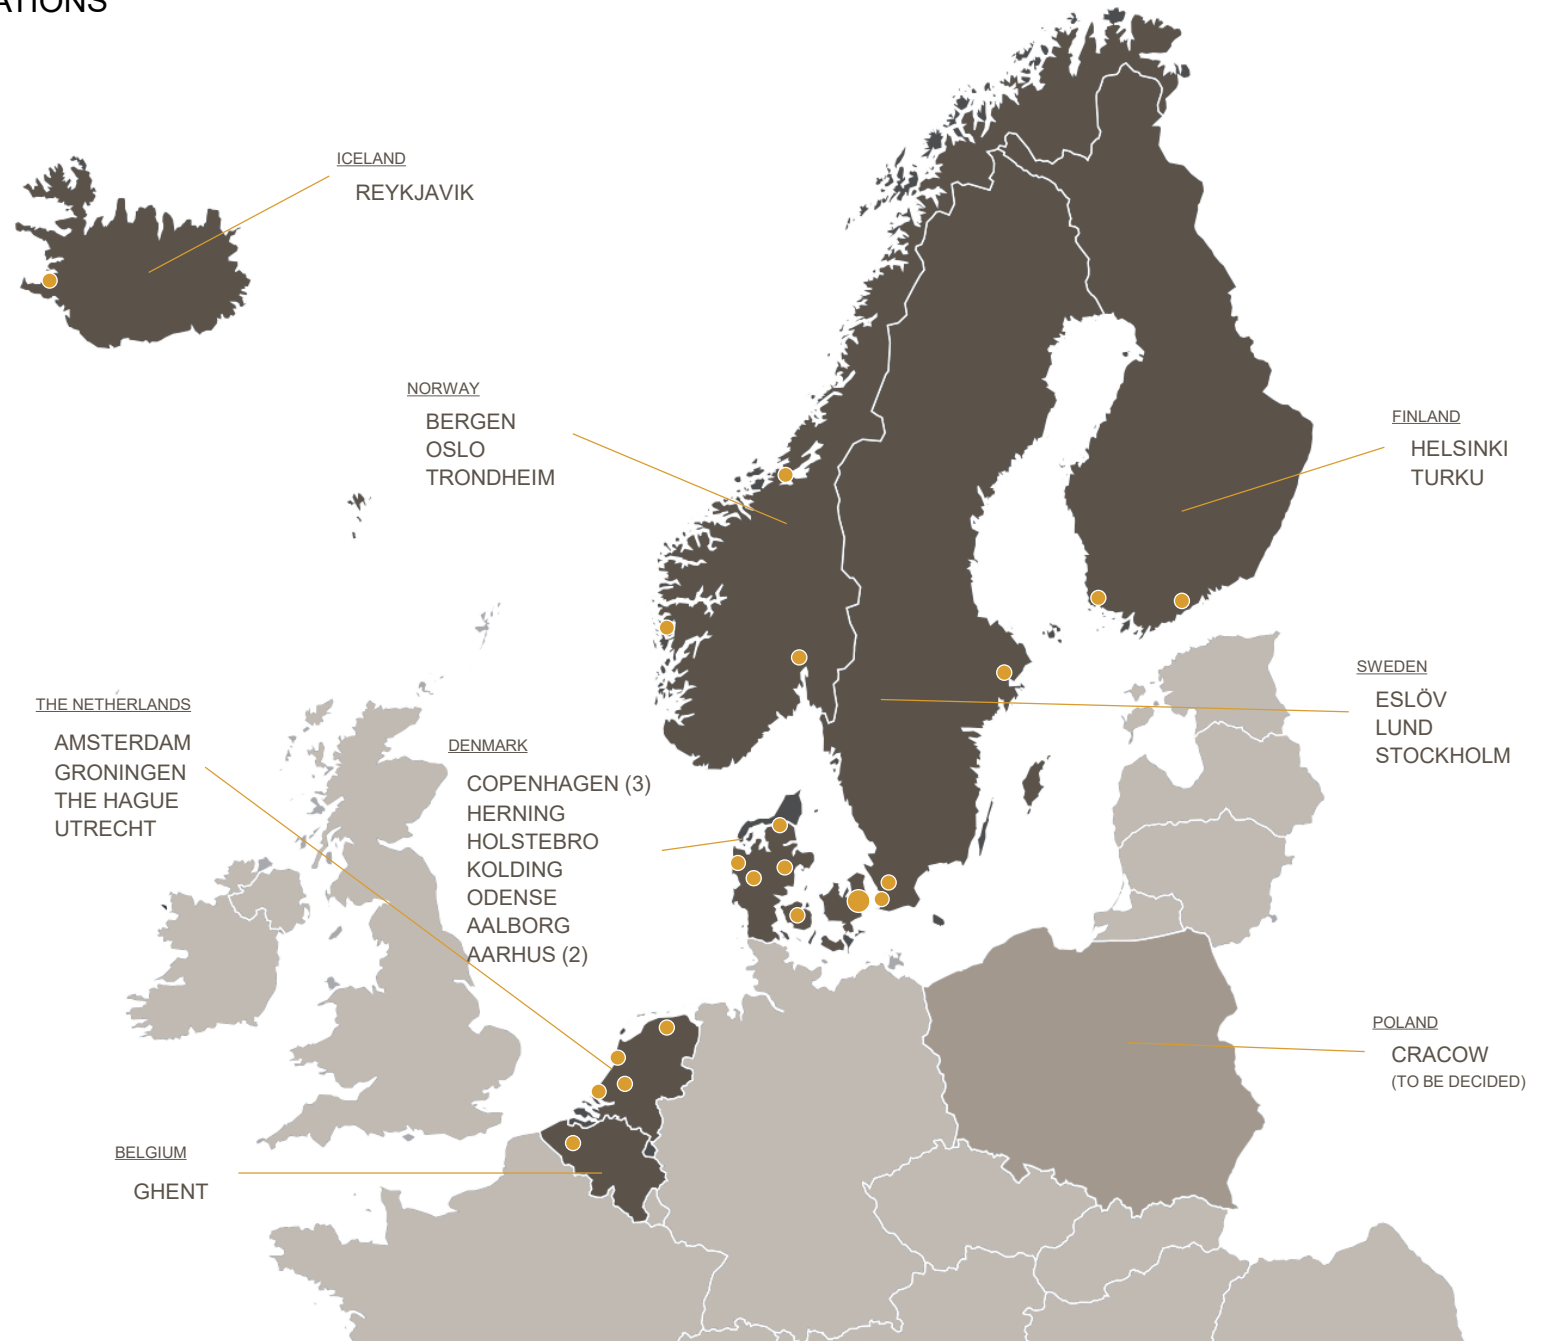 ATIONS
ICELAND
REYKJAVIK
NORWAY
BERGEN
OSLO
TRONDHEIM
FINLAND
HELSINKI
TURKU
SWEDEN
ESLÖV
LUND
STOCKHOLM
THE NETHERLANDS
AMSTERDAM
GRONINGEN
THE HAGUE
UTRECHT
DENMARK
COPENHAGEN (3)
HERNING
HOLSTEBRO
KOLDING
ODENSE
AALBORG
AARHUS (2)
POLAND
CRACOW
(TO BE DECIDED)
BELGIUM
GHENT